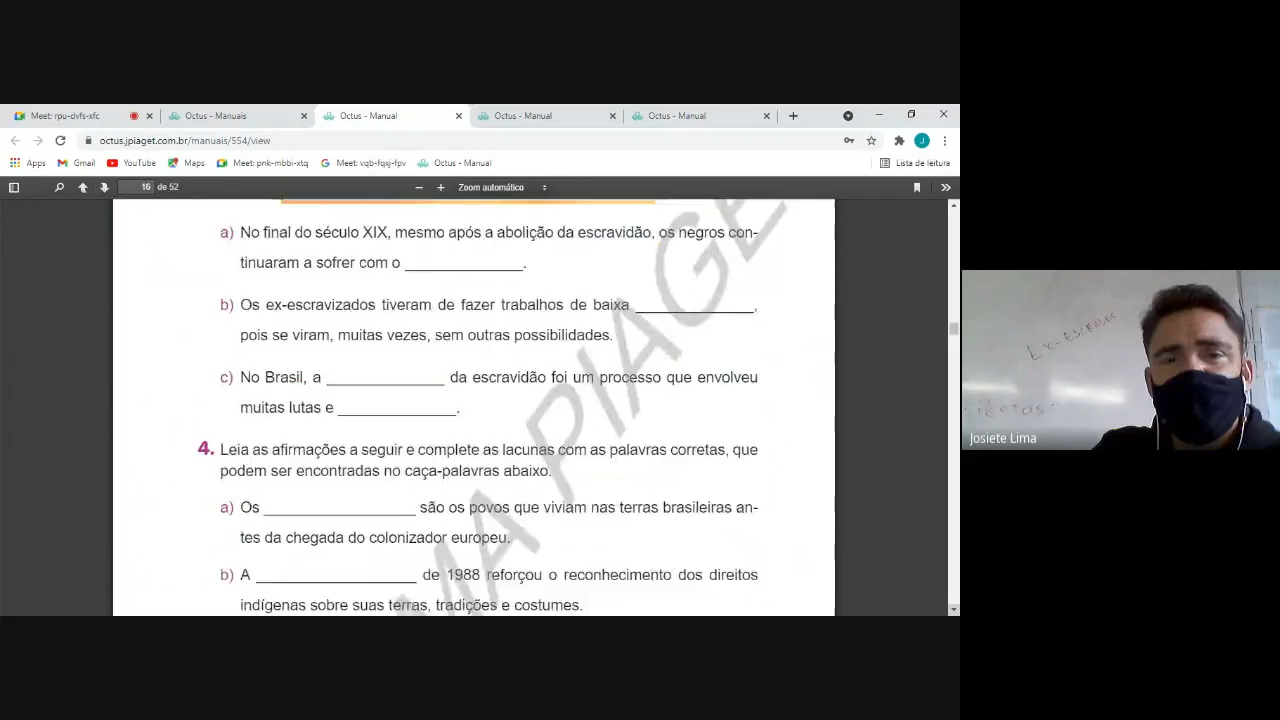 Meet: rpu-dvfs-xfc
Octus - Manuais
Octus - Manual
Octus - Manual
Octus - Manual
octus.jpiaget.com.br/manuais/554/view
J
Apps
Gmail
YouTube
Maps
Meet: pnk-mbbi-xtq
Meet: vqb-fqxj-fpv
Octus - Manual
Lista de leitura
16 de 52
Zoom automático
a) No final do século XIX, mesmo após a abolição da escravidão, os negros con-
tinuaram a sofrer com o ______________.
b) Os ex-escravizados tiveram de fazer trabalhos de baixa ______________,
pois se viram, muitas vezes, sem outras possibilidades.
c) No Brasil, a ______________ da escravidão foi um processo que envolveu
muitas lutas e ______________.
4. Leia as afirmações a seguir e complete as lacunas com as palavras corretas, que
podem ser encontradas no caça-palavras abaixo.
a) Os __________________ são os povos que viviam nas terras brasileiras an-
tes da chegada do colonizador europeu.
b) A ___________________ de 1988 reforçou o reconhecimento dos direitos
indígenas sobre suas terras, tradições e costumes.
MA PIAGE
Josiete Lima